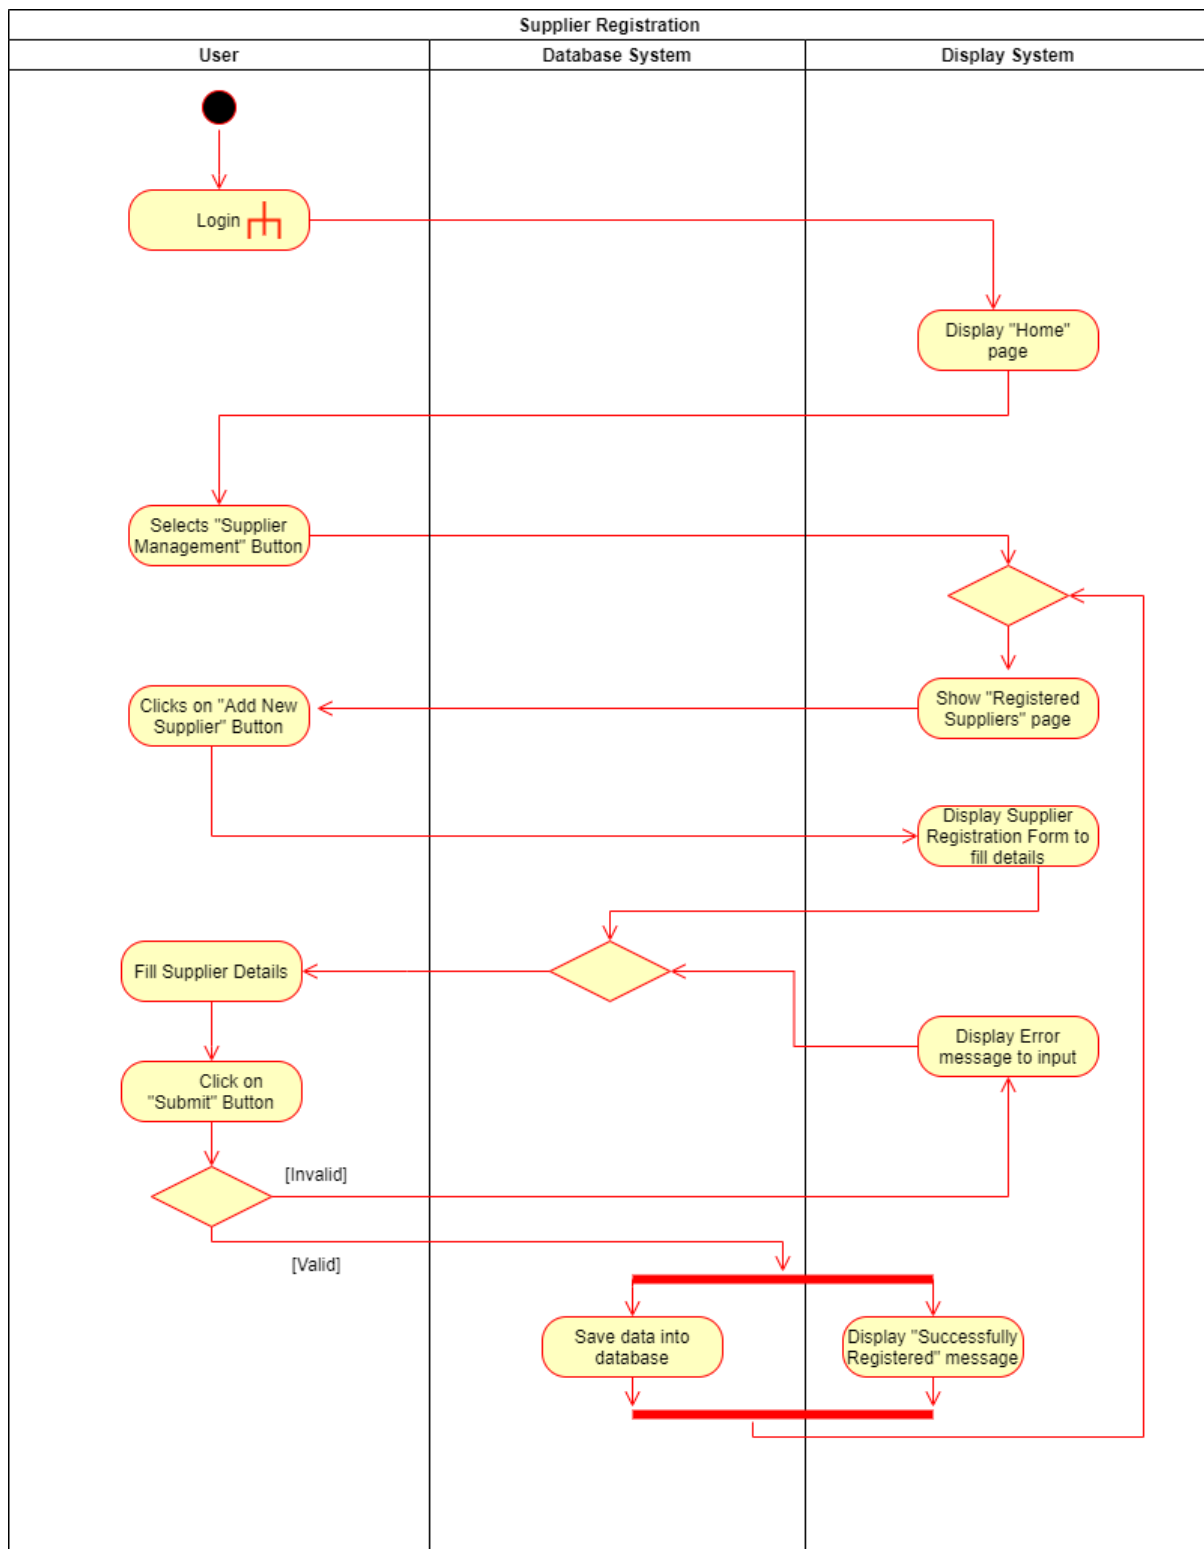 Supplier Registration
User
Database System
Display System
Login
Display "Home"
page
Selects "Supplier
Management" Button
Clicks on "Add New
Supplier" Button
Show "Registered
Suppliers" page
Display Supplier
Registration Form to
fill details
Fill Supplier Details
Display Error
message to input
Click on
"Submit" Button
[Invalid]
[Valid]
Save data into
database
Display "Successfully
Registered" message